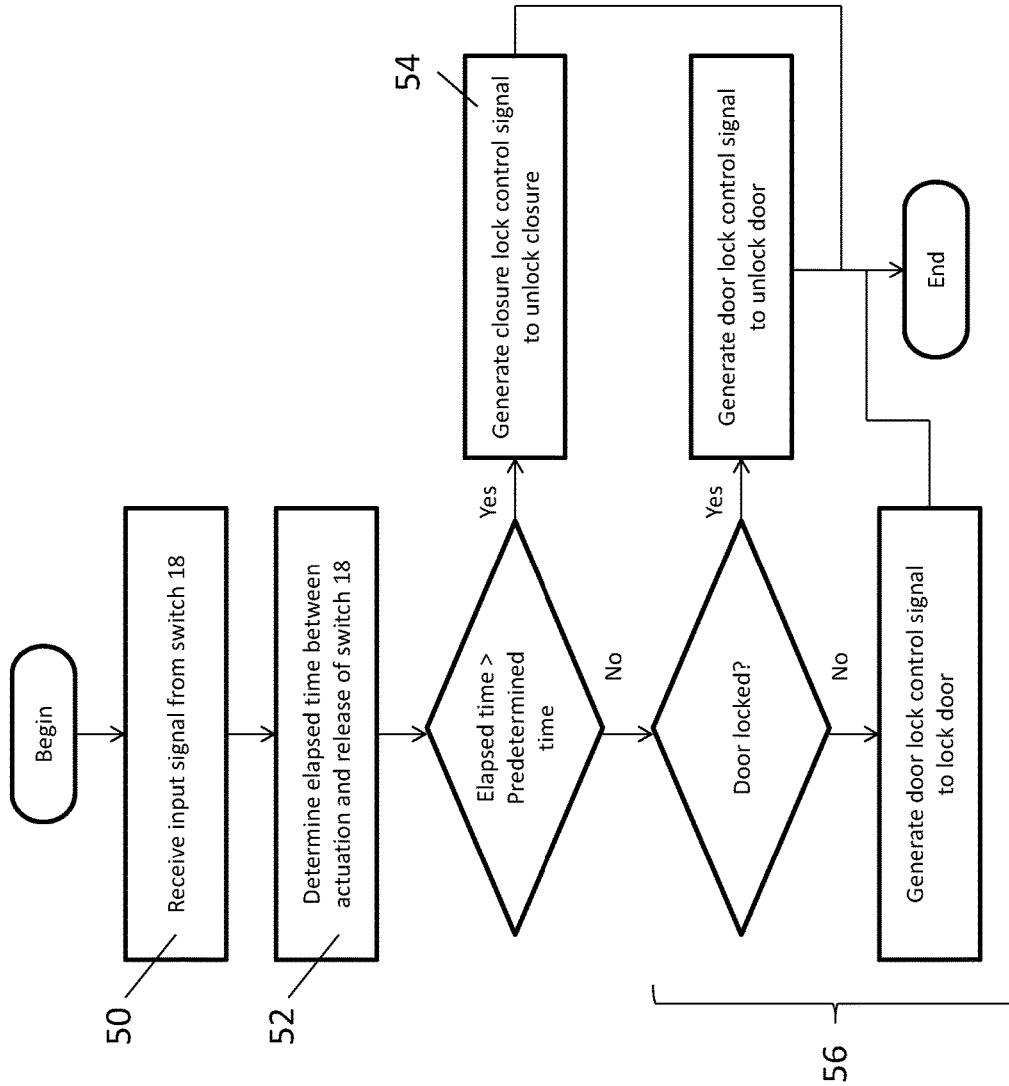 Begin
Receive input signal from switch 18
50
Determine elapsed time between
actuation and release of switch 18
52
Elapsed time >
Predetermined
time
Yes
Generate closure lock control signal
to unlock closure
54
No
Door locked?
Yes
Generate door lock control signal
to unlock door
No
Generate door lock control signal
to lock door
56
End